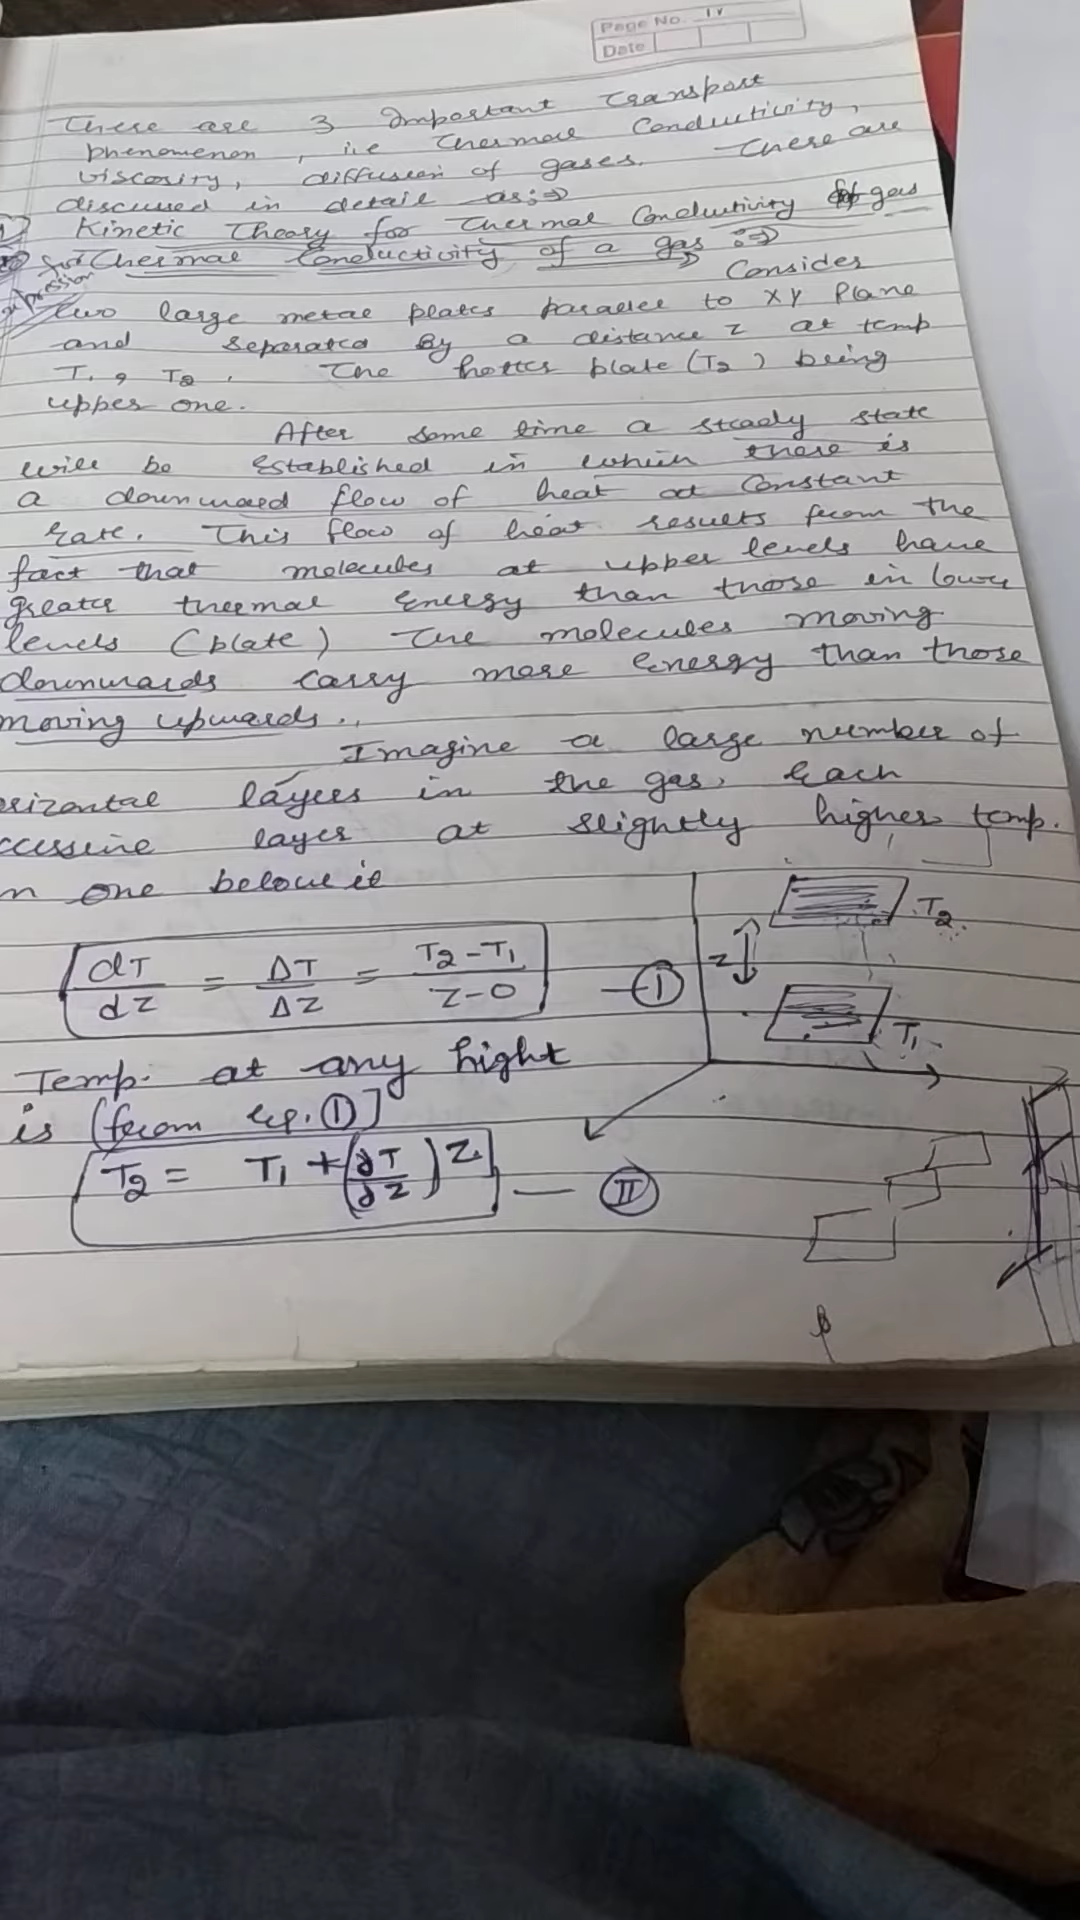 Page No.
Date
There are 3 Important Transport
phenomenon, i.e Thermal Conductivity,
viscosity, diffusion of gases. These are
discussed in detail as:⇒
Kinetic Theory for Thermal Conductivity of gas
for Thermal Conductivity of a gas :⇒
xpression
Consider
two large metal plates parallel to XY Plane
and separated By a distance z at temp
T1, T2. The hotter plate (T2) being
upper one.
After some time a steady state
will be established in which there is
a downward flow of heat at constant
rate. This flow of heat results from the
fact that molecules at upper levels have
greater thermal energy than those in lower
levels (plate) The molecules moving
downwards carry more energy than those
moving upwards..
Imagine a large number of
orizontal layers in the gas, Each
ccessive layer at slightly higher temp.
n one below it
dT/dZ = ΔT/ΔZ = T2-T1/Z-0 — I
T2
Z
T1
Temp. at any hight
is (from eq. I]
T2 = T1 + (∂T/∂Z) Z — II